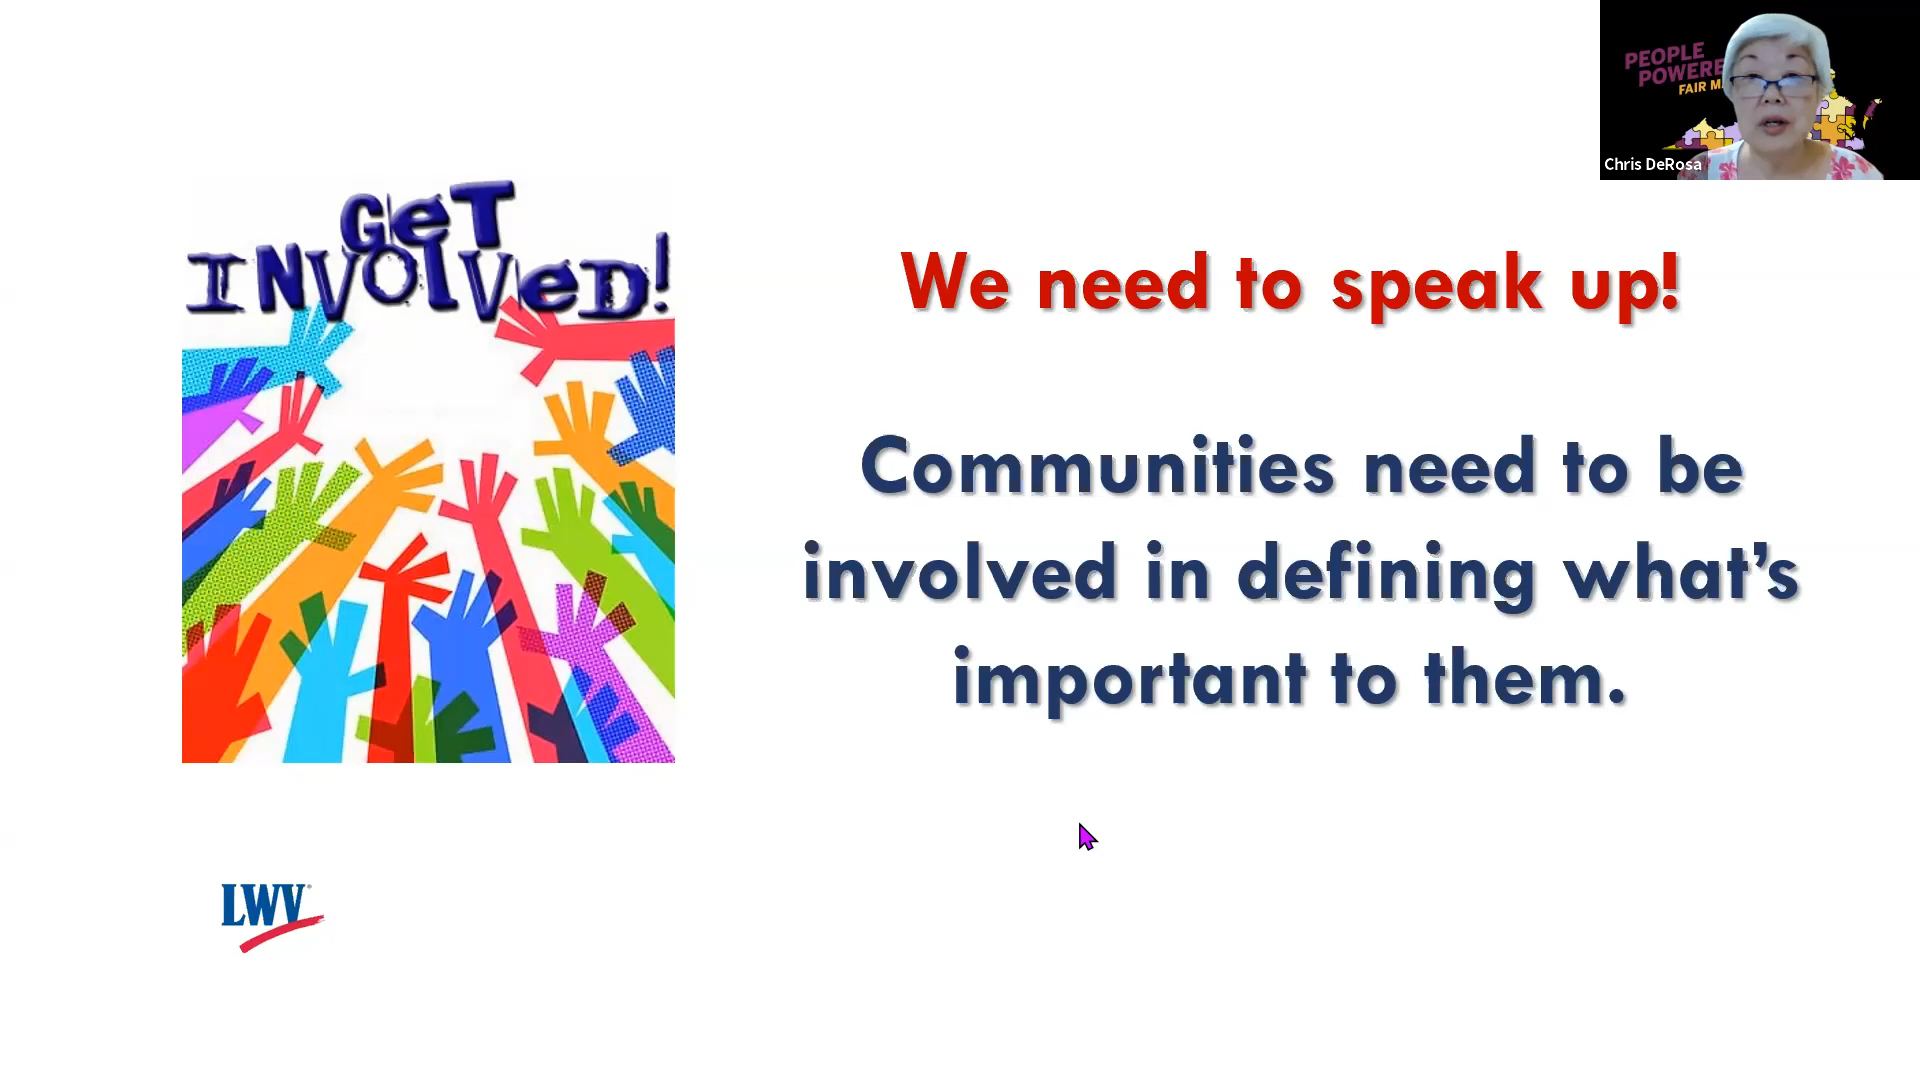 PEOPLE
FAIR
Chris DeRosa
GET
INVOLVED!
We need to speak up!
Communities need to be
involved in defining what’s
important to them.
LWV